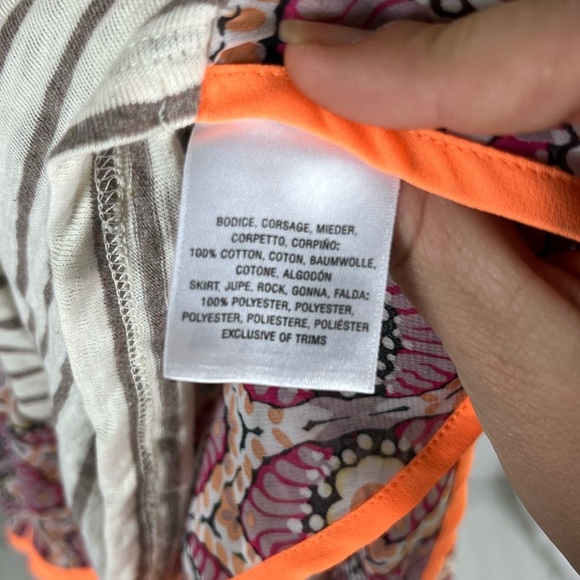 BODICE, CORSAGE, MIEDER,
CORPETTO, CORPIÑO:
100% COTTON, COTON, BAUMWOLLE,
COTONE, ALGODÓN
SKIRT, JUPE, ROCK, GONNA, FALDA:
100% POLYESTER, POLYESTER,
POLYESTER, POLIESTERE, POLIÉSTER
EXCLUSIVE OF TRIMS